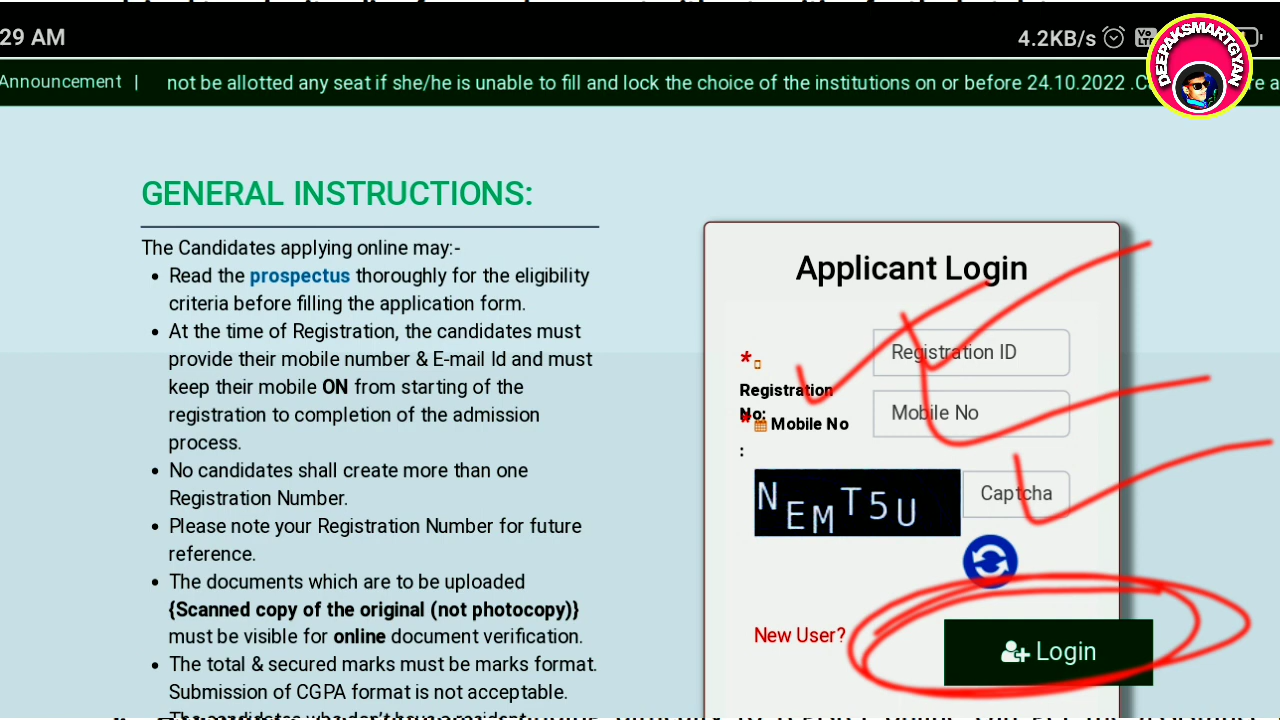 29 AM
4.2KB/s
DEEPAKSMARTGYAN
Announcement | not be allotted any seat if she/he is unable to fill and lock the choice of the institutions on or before 24.10.2022 .C
GENERAL INSTRUCTIONS:
The Candidates applying online may:-
• Read the prospectus thoroughly for the eligibility
criteria before filling the application form.
• At the time of Registration, the candidates must
provide their mobile number & E-mail Id and must
keep their mobile ON from starting of the
registration to completion of the admission
process.
• No candidates shall create more than one
Registration Number.
• Please note your Registration Number for future
reference.
• The documents which are to be uploaded
{Scanned copy of the original (not photocopy)}
must be visible for online document verification.
• The total & secured marks must be marks format.
Submission of CGPA format is not acceptable.
Applicant Login
*
Registration
No:
Registration ID
* Mobile No
:
Mobile No
NEMT5U
Captcha
New User?
Login